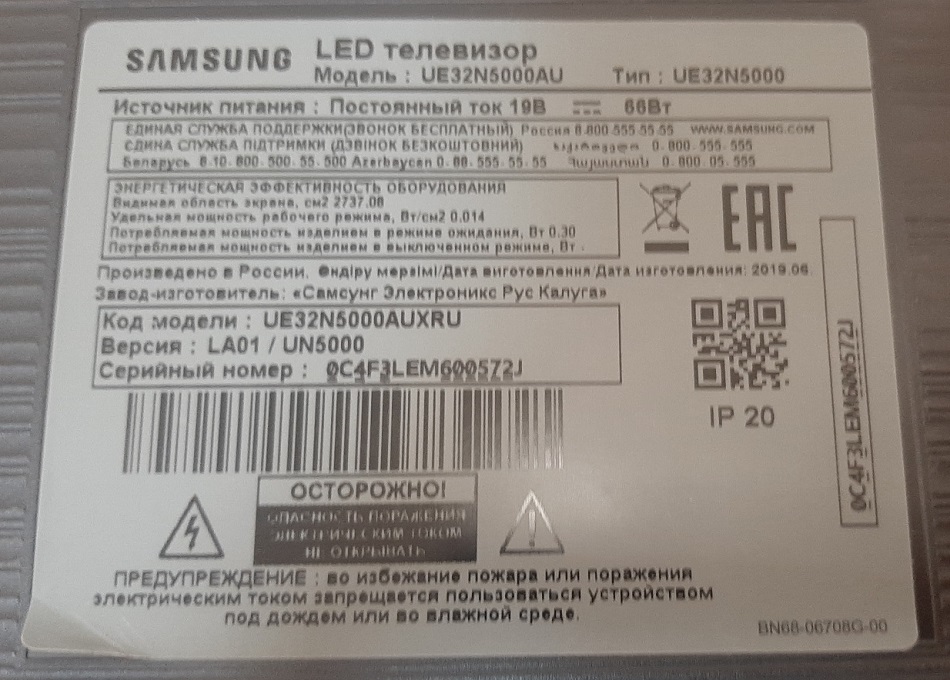 SAMSUNG LED телевизор
Модель : UE32N5000AU Тип : UE32N5000
Источник питания : Постоянный ток 19В 66Вт
ЕДИНАЯ СЛУЖБА ПОДДЕРЖКИ(ЗВОНОК БЕСПЛАТНЫЙ) Россия 8-800-555-55-55 WWW.SAMSUNG.COM
ЄДИНА СЛУЖБА ПІДТРИМКИ (ДЗВІНОК БЕЗКОШТОВНИЙ) 0-800-555-555
Беларусь 8-10-800-500-55-500 Azerbaycan 0-88-555-55-55 Հայաստան 0-800-05-555
ЭНЕРГЕТИЧЕСКАЯ ЭФФЕКТИВНОСТЬ ОБОРУДОВАНИЯ
Видимая область экрана, см2 2737.08
Удельная мощность рабочего режима, Вт/см2 0.014
Потребляемая мощность изделием в режиме ожидания, Вт 0.30
Потребляемая мощность изделием в выключенном режиме, Вт -
EAC
Произведено в России. Өндіру мерзімі/Дата виготовлення/Дата изготовления: 2019.06
Завод-изготовитель: «Самсунг Электроникс Рус Калуга»
Код модели : UE32N5000AUXRU
Версия : LA01 / UN5000
Серийный номер : 0C4F3LEM600572J
IP 20
0C4F3LEM600572J
ОСТОРОЖНО!
ОПАСНОСТЬ ПОРАЖЕНИЯ
ЭЛЕКТРИЧЕСКИМ ТОКОМ
НЕ ОТКРЫВАТЬ
ПРЕДУПРЕЖДЕНИЕ : во избежание пожара или поражения
электрическим током запрещается пользоваться устройством
под дождем или во влажной среде.
BN68-06708G-00